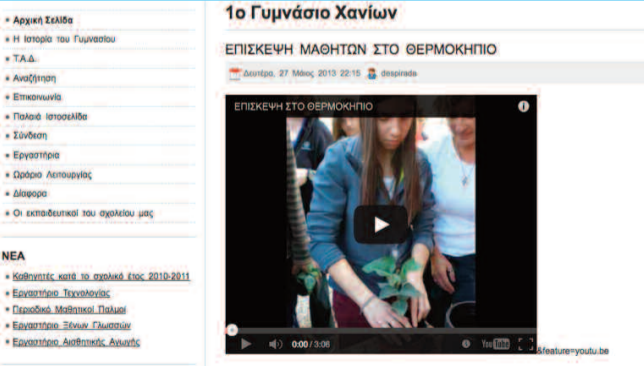 Αρχική Σελίδα
Η Ιστορία του Γυμνασίου
Τ.Α.Δ.
Αναζήτηση
Επικοινωνία
Παλαιά Ιστοσελίδα
Σύνδεση
Εργαστήρια
Ωράριο Λειτουργίας
Διάφορα
Οι εκπαιδευτικοί του σχολείου μας
ΝΕΑ
Καθηγητές κατά το σχολικό έτος 2010-2011
Εργαστήριο Τεχνολογίας
Περιοδικό Μαθητικοί Παλμοί
Εργαστήριο Ξένων Γλωσσών
Εργαστήριο Αισθητικής Αγωγής
1ο Γυμνάσιο Χανίων
ΕΠΙΣΚΕΨΗ ΜΑΘΗΤΩΝ ΣΤΟ ΘΕΡΜΟΚΗΠΙΟ
Δευτέρα, 27 Μάιος 2013 22:15 despirada
ΕΠΙΣΚΕΨΗ ΣΤΟ ΘΕΡΜΟΚΗΠΙΟ
0:00 / 3:06 YouTube
&feature=youtu.be